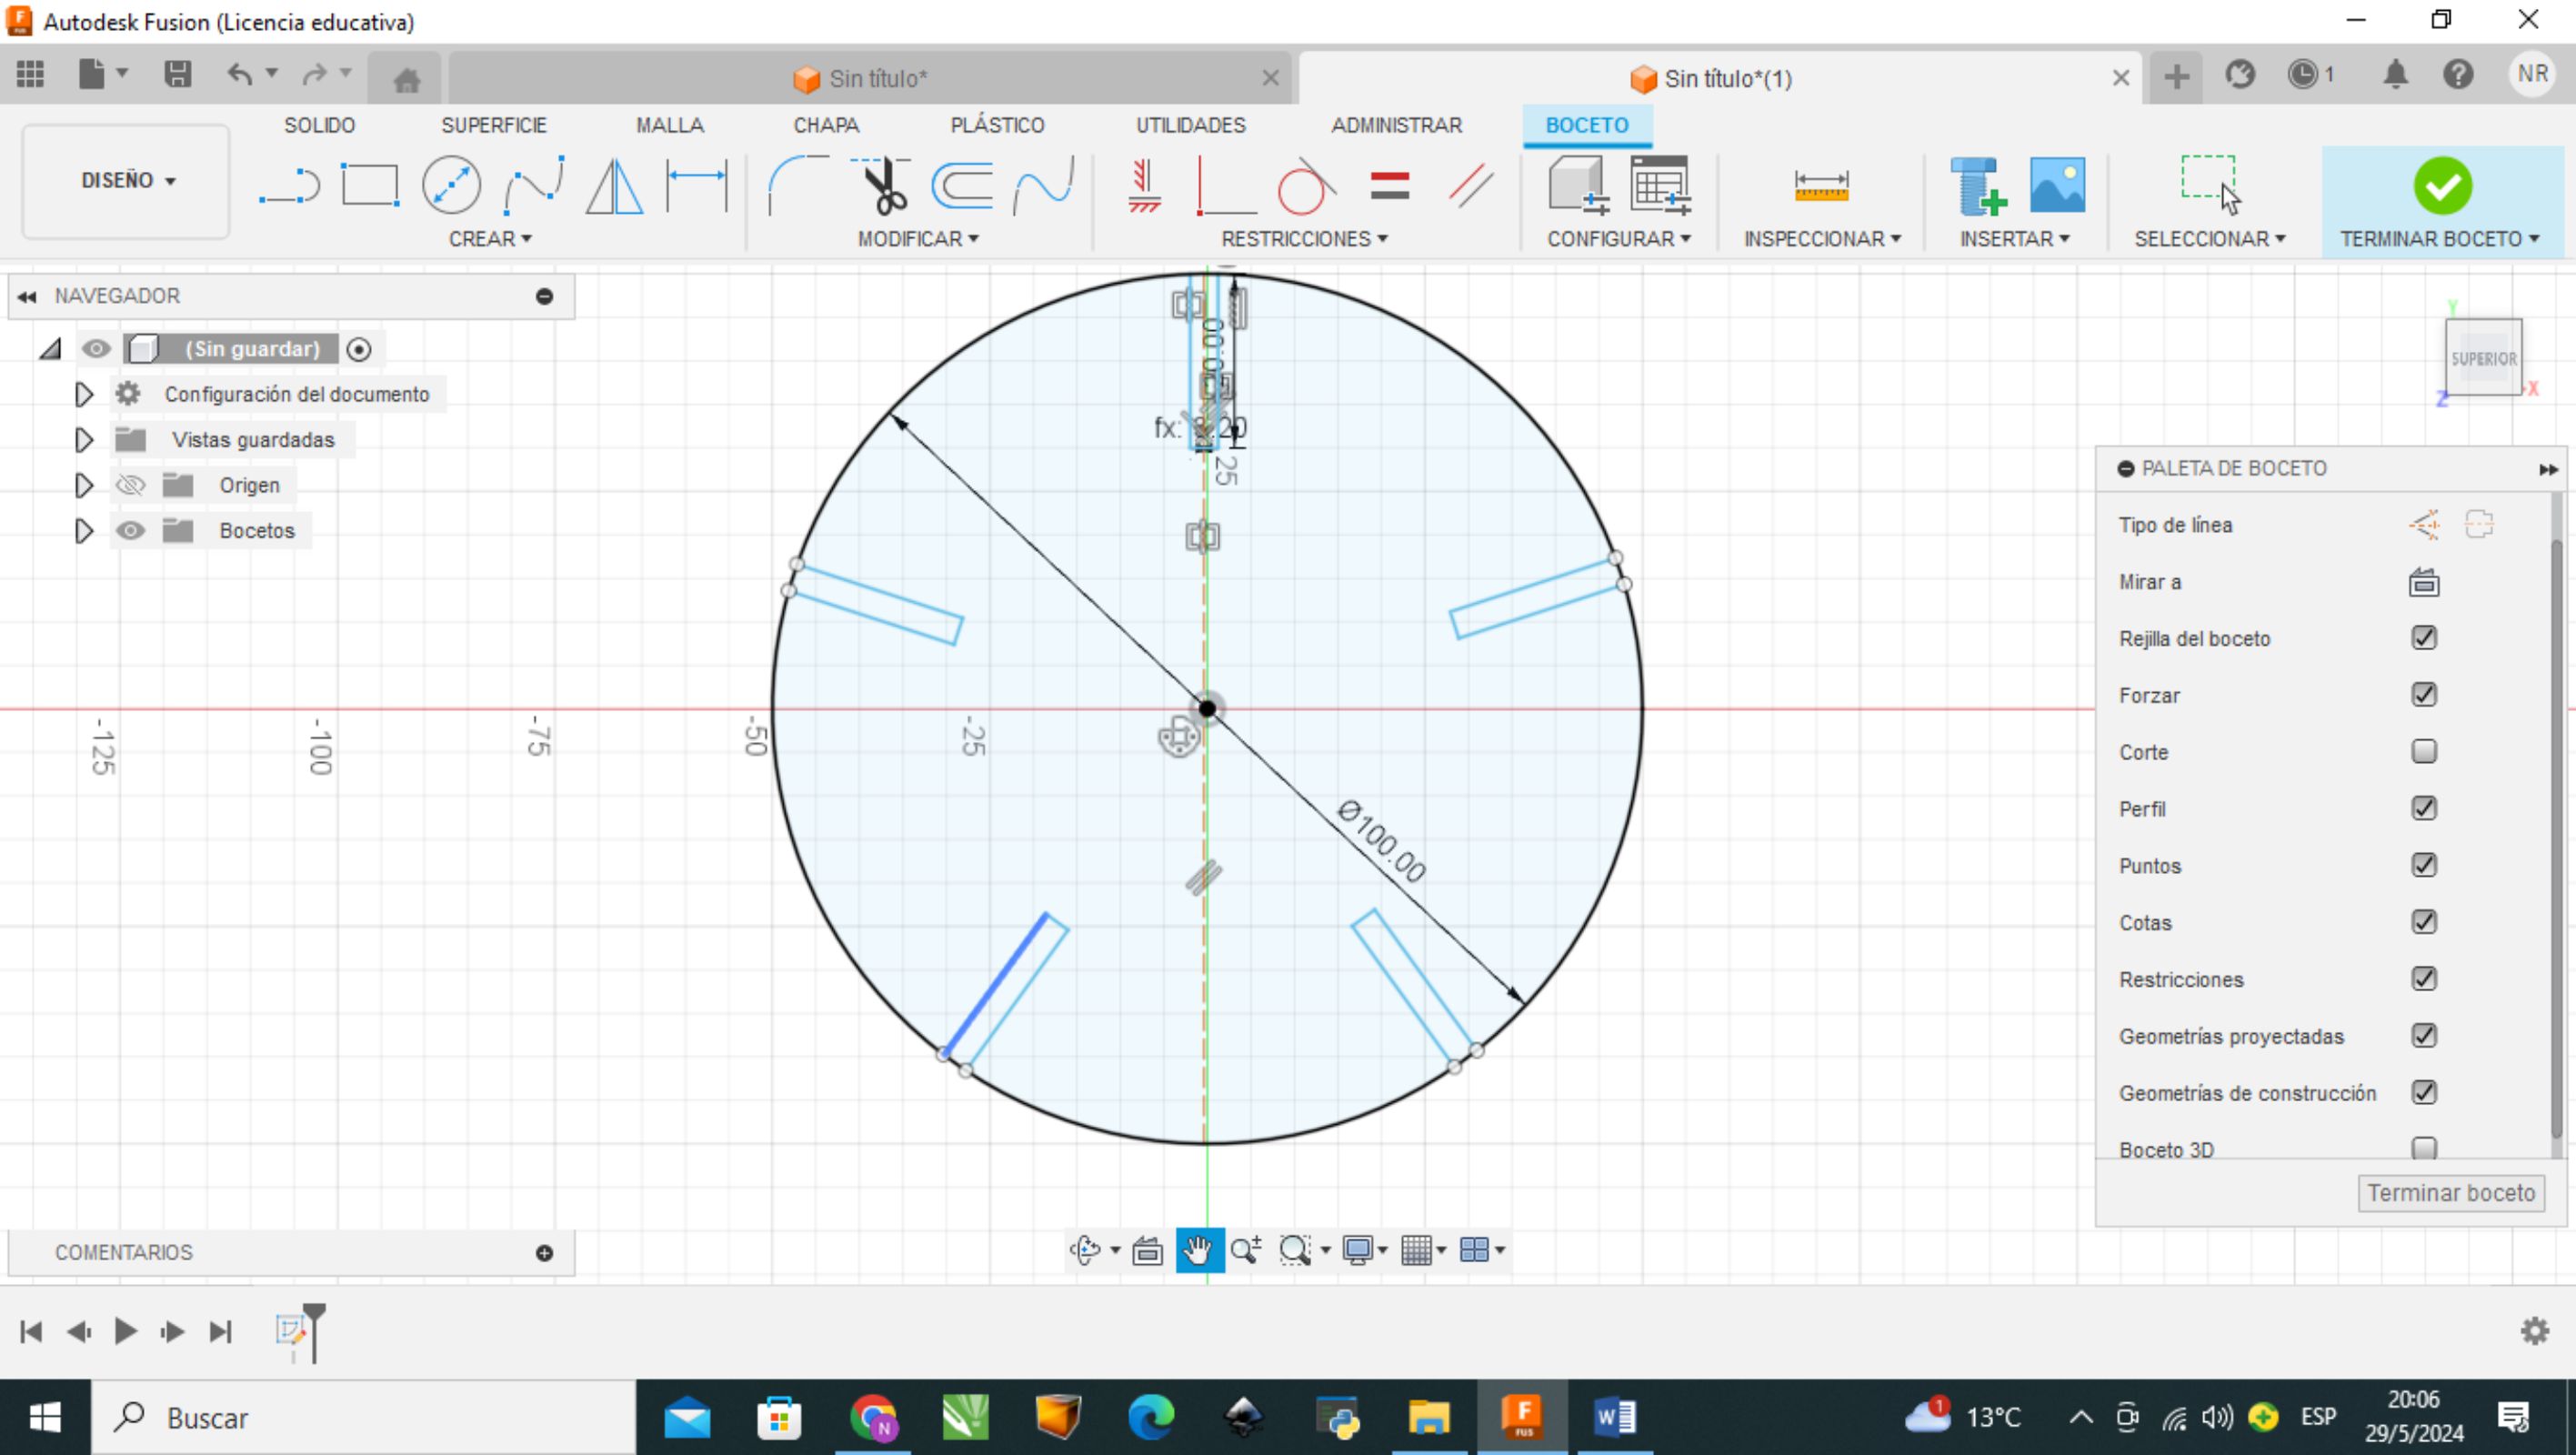 Autodesk Fusion (Licencia educativa)
Sin título*
Sin título*(1)
1
NR
SOLIDO
SUPERFICIE
MALLA
CHAPA
PLÁSTICO
UTILIDADES
ADMINISTRAR
BOCETO
DISEÑO
CREAR
MODIFICAR
RESTRICCIONES
CONFIGURAR
INSPECCIONAR
INSERTAR
SELECCIONAR
TERMINAR BOCETO
NAVEGADOR
(Sin guardar)
Configuración del documento
Vistas guardadas
Origen
Bocetos
fx:
25
-125
-100
-75
-50
-25
Ø100.00
Y
SUPERIOR
X
Z
PALETA DE BOCETO
Tipo de línea
Mirar a
Rejilla del boceto
Forzar
Corte
Perfil
Puntos
Cotas
Restricciones
Geometrías proyectadas
Geometrías de construcción
Boceto 3D
Terminar boceto
COMENTARIOS
Buscar
1
13°C
ESP
20:06
29/5/2024